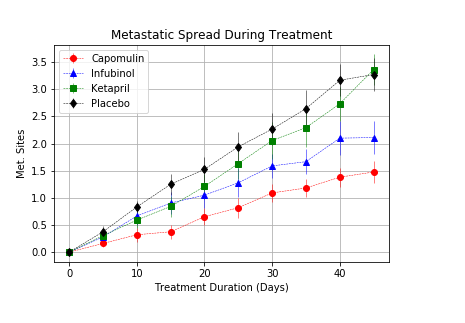 Metastatic Spread During Treatment
Capomulin
Infubinol
Ketapril
Placebo
3.5
3.0
2.5
2.0
1.5
1.0
0.5
0.0
Met. Sites
0 10 20 30 40
Treatment Duration (Days)